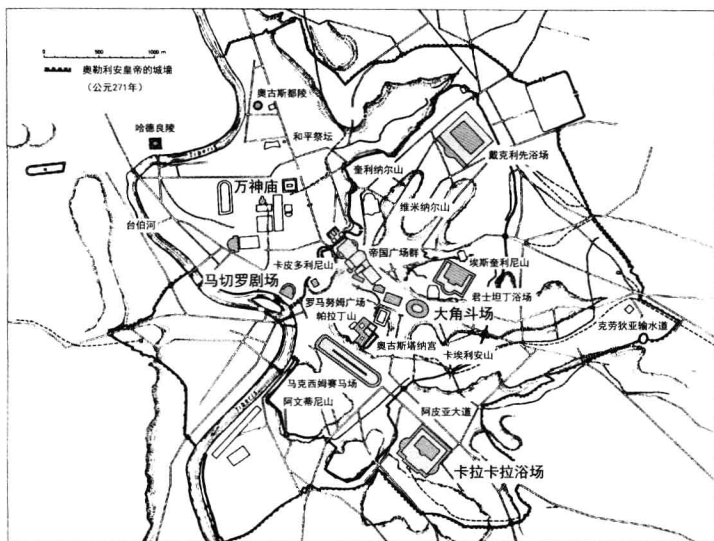 0 500 1000 m
奥勒利安皇帝的城墙
(公元271年)
奥古斯都陵
哈德良陵
和平祭坛
戴克利先浴场
奎利纳尔山
万神庙
维米纳尔山
台伯河
帝国广场群
埃斯奎利尼山
卡皮多利尼山
马切罗剧场
君士坦丁浴场
罗马努姆广场
大角斗场
帕拉丁山
克劳狄亚输水道
奥古斯塔纳宫
卡埃利安山
马克西姆赛马场
阿文蒂尼山
阿皮亚大道
卡拉卡拉浴场